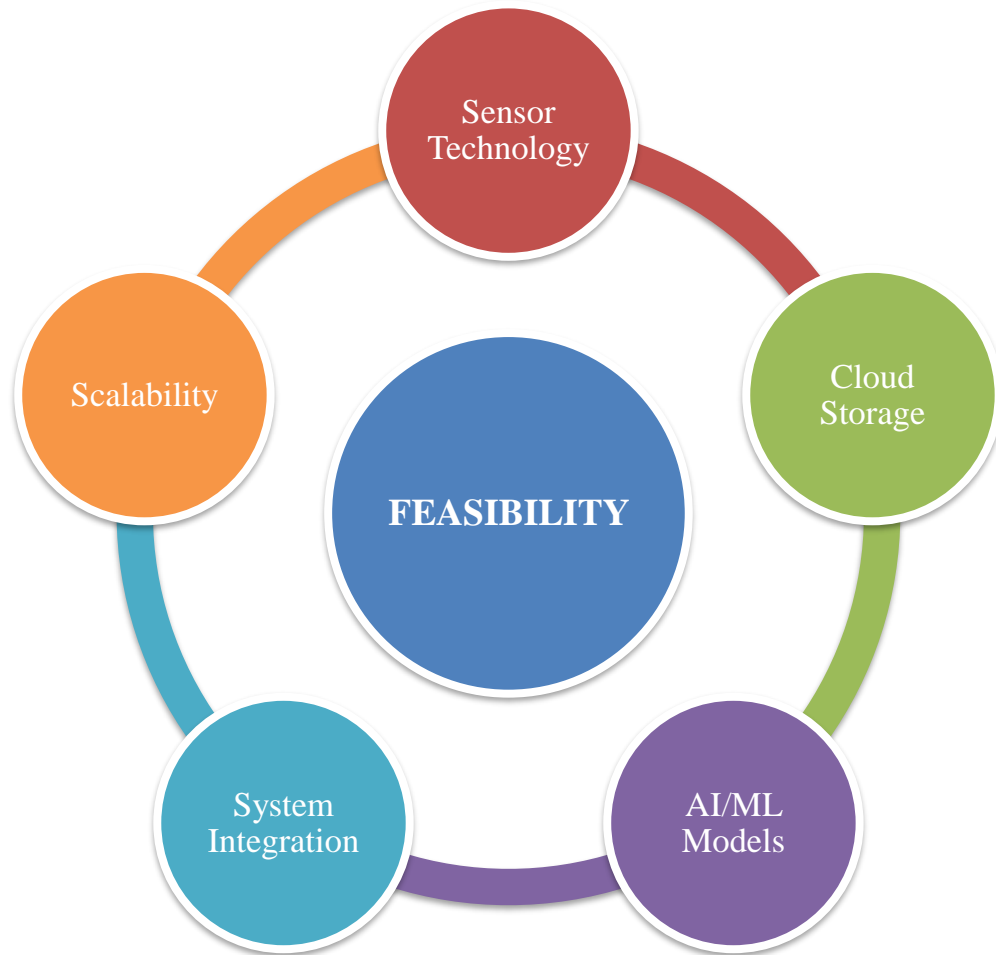 Sensor
Technology
Cloud
Storage
Scalability
FEASIBILITY
System
Integration
AI/ML
Models